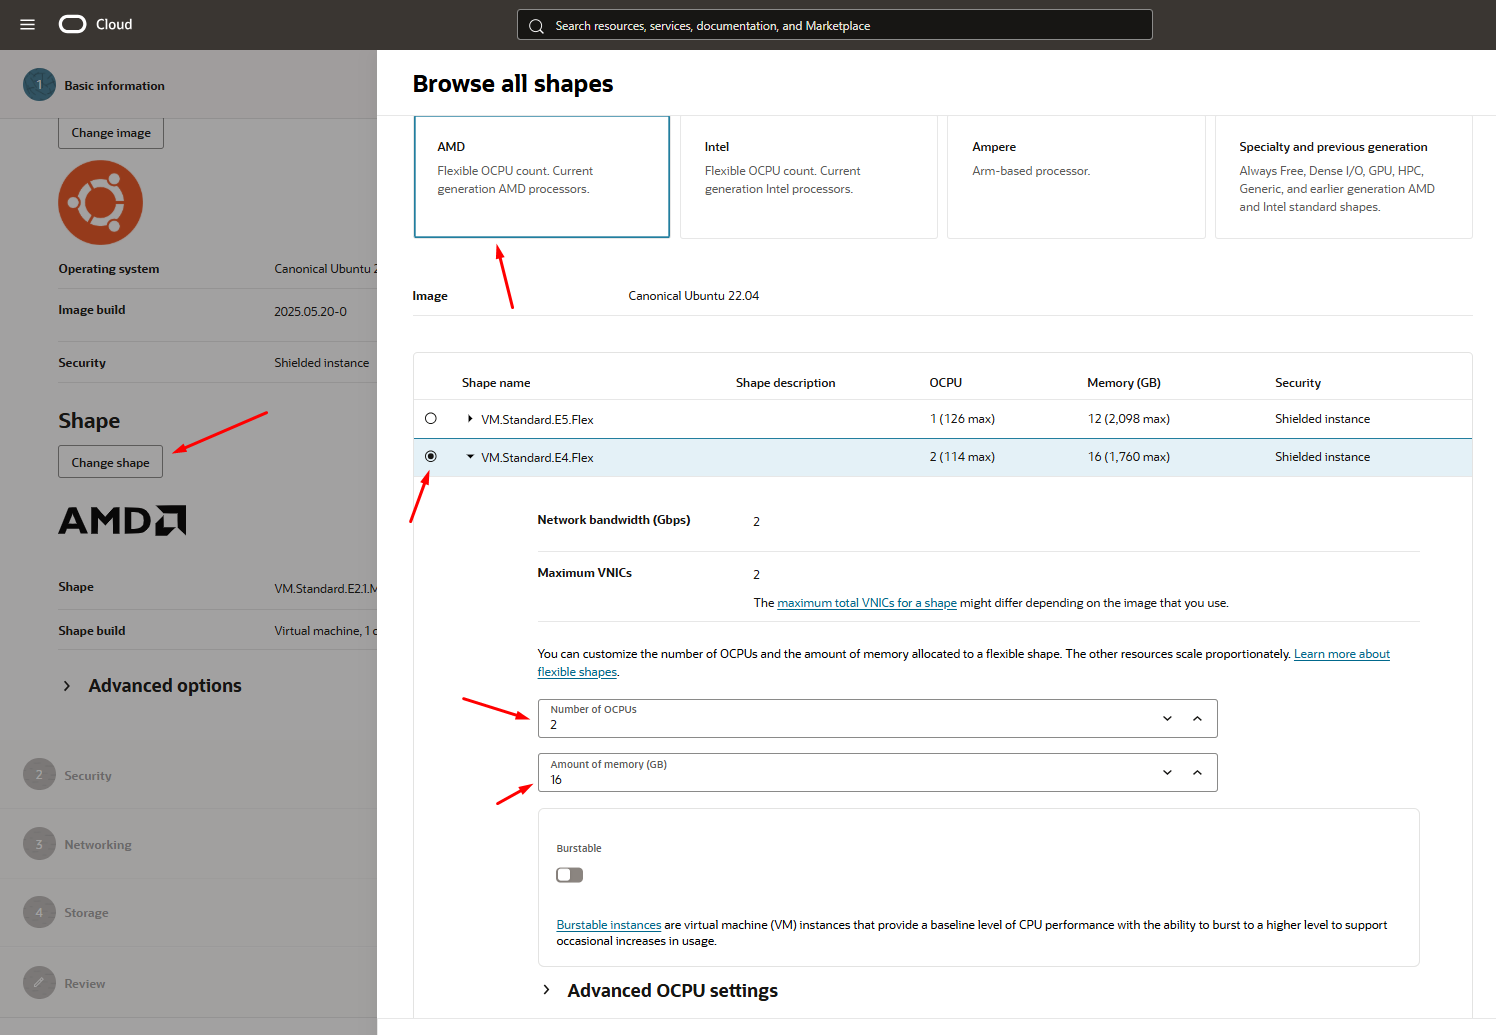 Cloud
Search resources, services, documentation, and Marketplace
1
Basic information
Change image
Operating system
Canonical Ubuntu 2
Image build
2025.05.20-0
Security
Shielded instance
Shape
Change shape
AMD
Shape
VM.Standard.E2.1.M
Shape build
Virtual machine, 1 o
Advanced options
2
Security
3
Networking
4
Storage
Review
Browse all shapes
AMD
Flexible OCPU count. Current
generation AMD processors.
Intel
Flexible OCPU count. Current
generation Intel processors.
Ampere
Arm-based processor.
Specialty and previous generation
Always Free, Dense I/O, GPU, HPC,
Generic, and earlier generation AMD
and Intel standard shapes.
Image
Canonical Ubuntu 22.04
Shape name
Shape description
OCPU
Memory (GB)
Security
VM.Standard.E5.Flex
1 (126 max)
12 (2,098 max)
Shielded instance
VM.Standard.E4.Flex
2 (114 max)
16 (1,760 max)
Shielded instance
Network bandwidth (Gbps)
2
Maximum VNICs
2
The maximum total VNICs for a shape might differ depending on the image that you use.
You can customize the number of OCPUs and the amount of memory allocated to a flexible shape. The other resources scale proportionately. Learn more about
flexible shapes.
Number of OCPUs
2
Amount of memory (GB)
16
Burstable
Burstable instances are virtual machine (VM) instances that provide a baseline level of CPU performance with the ability to burst to a higher level to support
occasional increases in usage.
Advanced OCPU settings